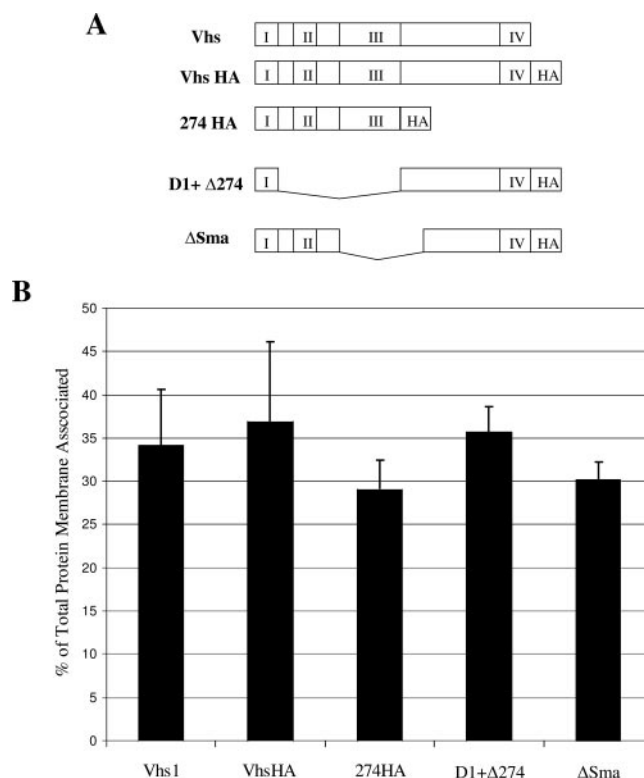 A
Vhs I II III IV
Vhs HA I II III IV HA
274 HA I II III HA
D1+ Δ274 I IV HA
ΔSma I II IV HA
B
% of Total Protein Membrane Asscociated
50
45
40
35
30
25
20
15
10
5
0
Vhs1 VhsHA 274HA D1+Δ274 ΔSma